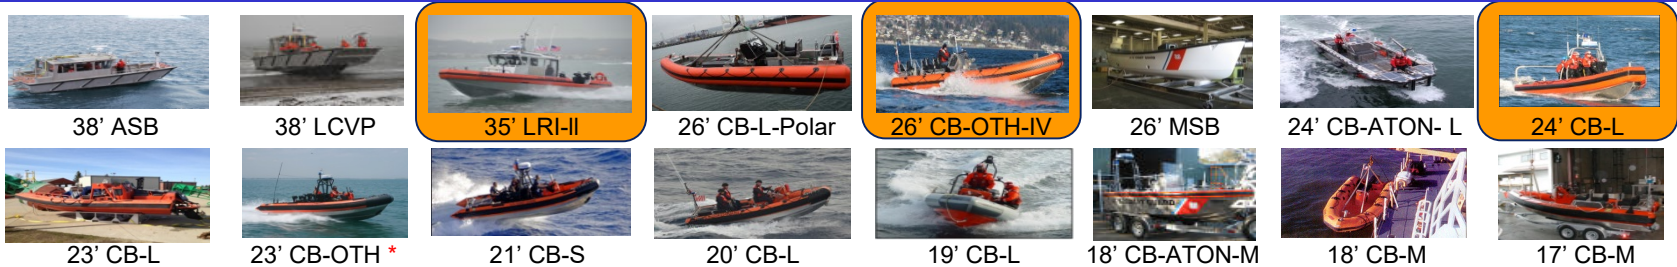 38’ ASB
38’ LCVP
35’ LRI-II
26’ CB-L-Polar
26’ CB-OTH-IV
26’ MSB
24’ CB-ATON- L
24’ CB-L
23’ CB-L
23’ CB-OTH *
21’ CB-S
20’ CB-L
19’ CB-L
18’ CB-ATON-M
18’ CB-M
17’ CB-M